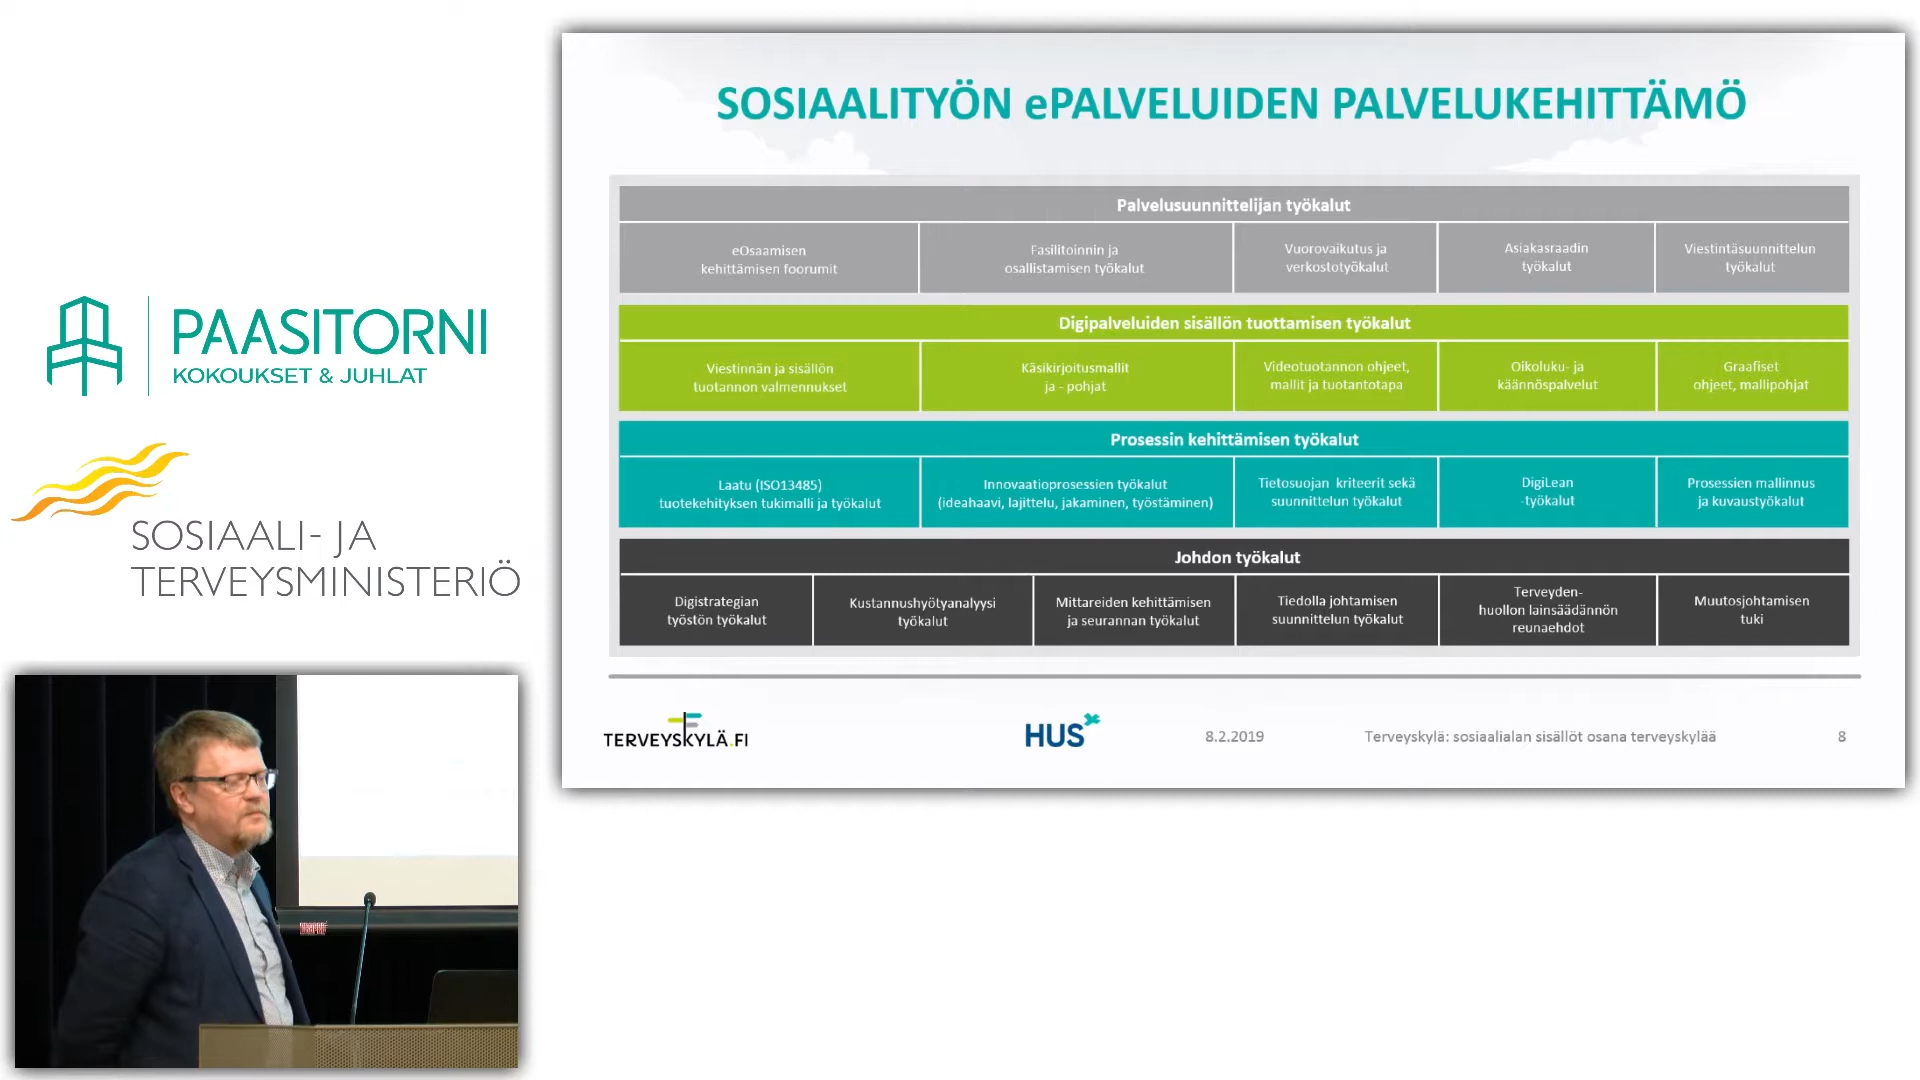 SOSIAALITYÖN ePALVELUIDEN PALVELUKEHITTÄMÖ
Palvelusuunnittelijan työkalut
eOsaamisen
kehittämisen foorumit
Fasilitoinnin ja
osallistamisen työkalut
Vuorovaikutus ja
verkostotyökalut
Asiakasraadin
työkalut
Viestintäsuunnittelun
työkalut
Digipalveluiden sisällön tuottamisen työkalut
Viestinnän ja sisällön
tuotannon valmennukset
Käsikirjoitusmallit
ja - pohjat
Videotuotannon ohjeet,
mallit ja tuotantotapa
Oikoluku- ja
käännöspalvelut
Graafiset
ohjeet, mallipohjat
Prosessin kehittämisen työkalut
Laatu (ISO13485)
tuotekehityksen tukimalli ja työkalut
Innovaatioprosessien työkalut
(ideahaavi, lajittelu, jakaminen, työstäminen)
Tietosuojan kriteerit sekä
suunnittelun työkalut
DigiLean
-työkalut
Prosessien mallinnus
ja kuvaustyökalut
Johdon työkalut
Digistrategian
työstön työkalut
Kustannushyötyanalyysi
työkalut
Mittareiden kehittämisen
ja seurannan työkalut
Tiedolla johtamisen
suunnittelun työkalut
Terveyden-
huollon lainsäädännön
reunaehdot
Muutosjohtamisen
tuki
TERVEYSKYLÄ.FI
HUS
8.2.2019
Terveyskylä: sosiaalialan sisällöt osana terveyskylää
8
PAASITORNI
KOKOUKSET & JUHLAT
SOSIAALI- JA
TERVEYSMINISTERIÖ